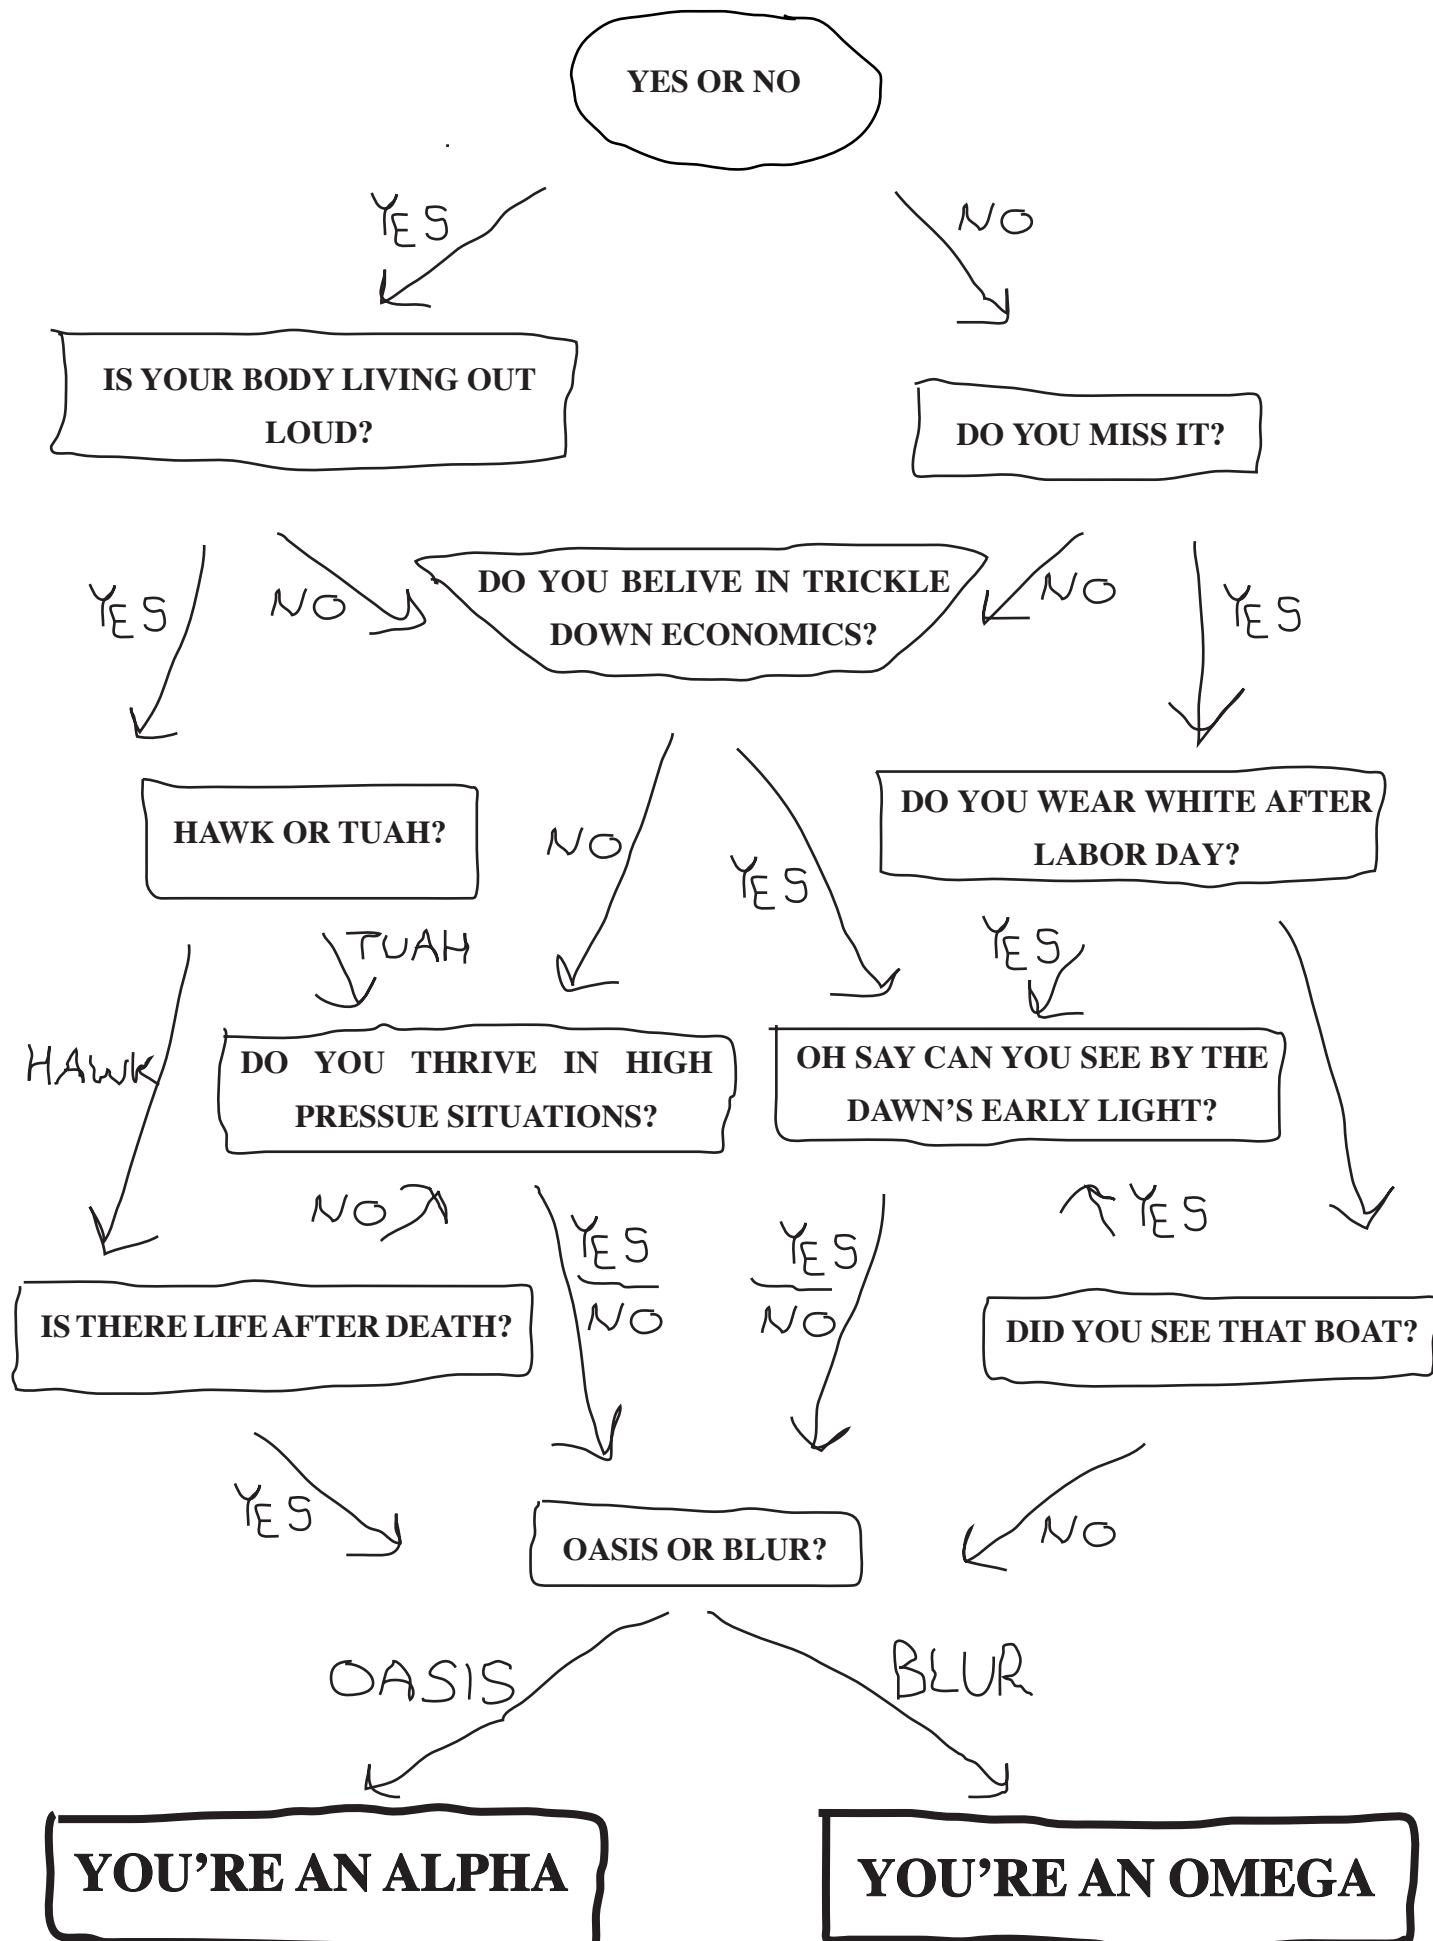 YES OR NO
YES
NO
IS YOUR BODY LIVING OUT
LOUD?
DO YOU MISS IT?
YES
NO
DO YOU BELIVE IN TRICKLE
DOWN ECONOMICS?
NO
YES
HAWK OR TUAH?
NO
YES
DO YOU WEAR WHITE AFTER
LABOR DAY?
TUAH
YES
HAWK
DO YOU THRIVE IN HIGH
PRESSUE SITUATIONS?
OH SAY CAN YOU SEE BY THE
DAWN'S EARLY LIGHT?
NO
YES
NO
YES
NO
YES
IS THERE LIFE AFTER DEATH?
DID YOU SEE THAT BOAT?
YES
NO
OASIS OR BLUR?
OASIS
BLUR
YOU'RE AN ALPHA
YOU'RE AN OMEGA